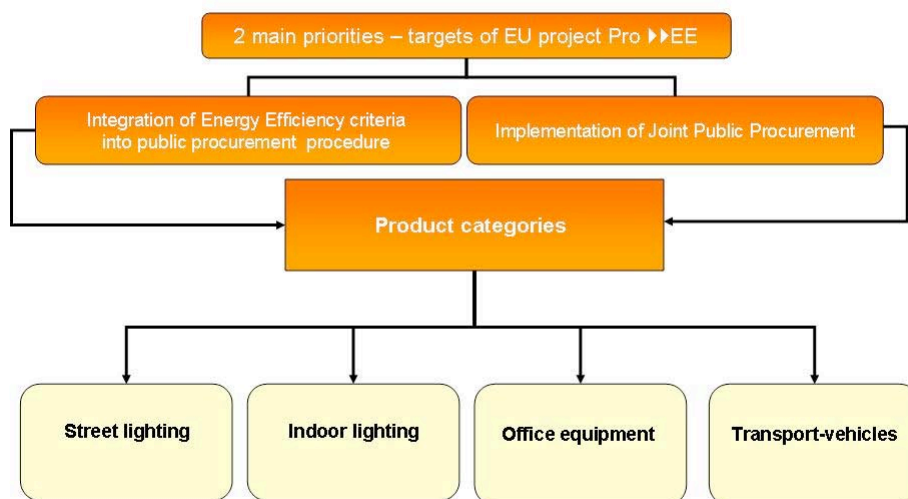 2 main priorities – targets of EU project Pro ▶▶EE
Integration of Energy Efficiency criteria
into public procurement procedure
Implementation of Joint Public Procurement
Product categories
Street lighting
Indoor lighting
Office equipment
Transport-vehicles